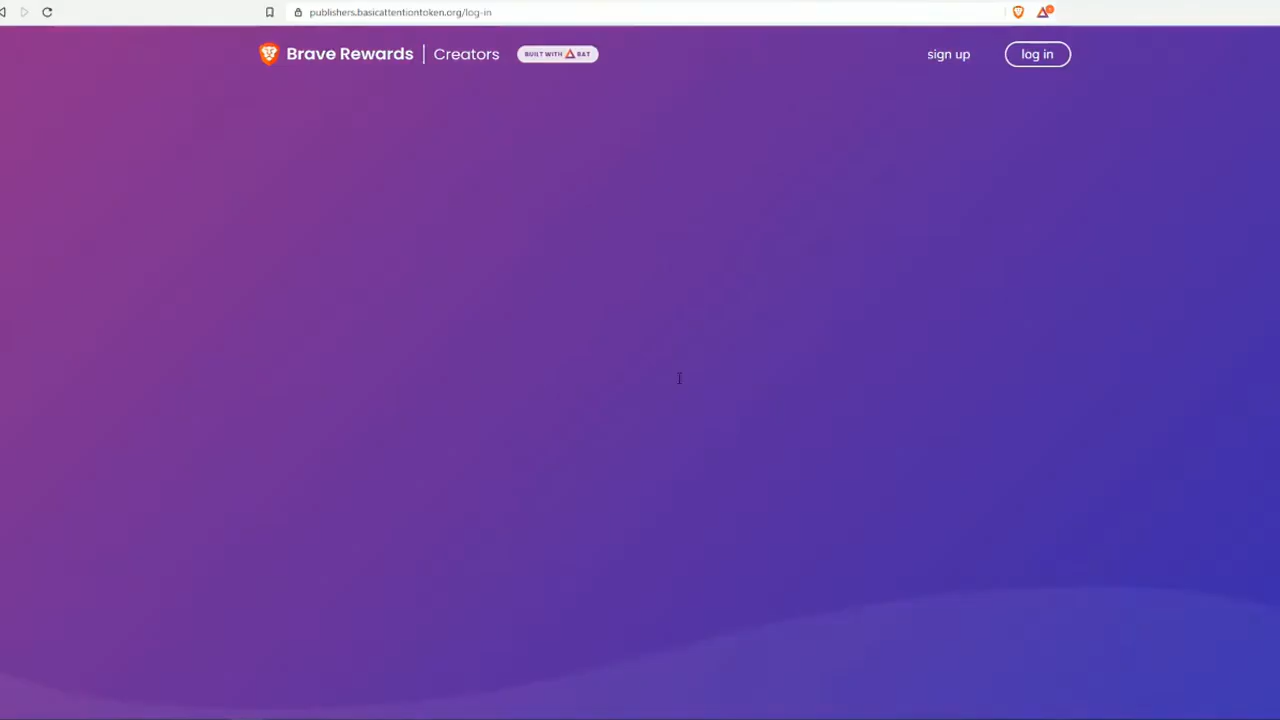 publishers.basicattentiontoken.org/log-in
Brave Rewards Creators BUILT WITH BAT sign up log in